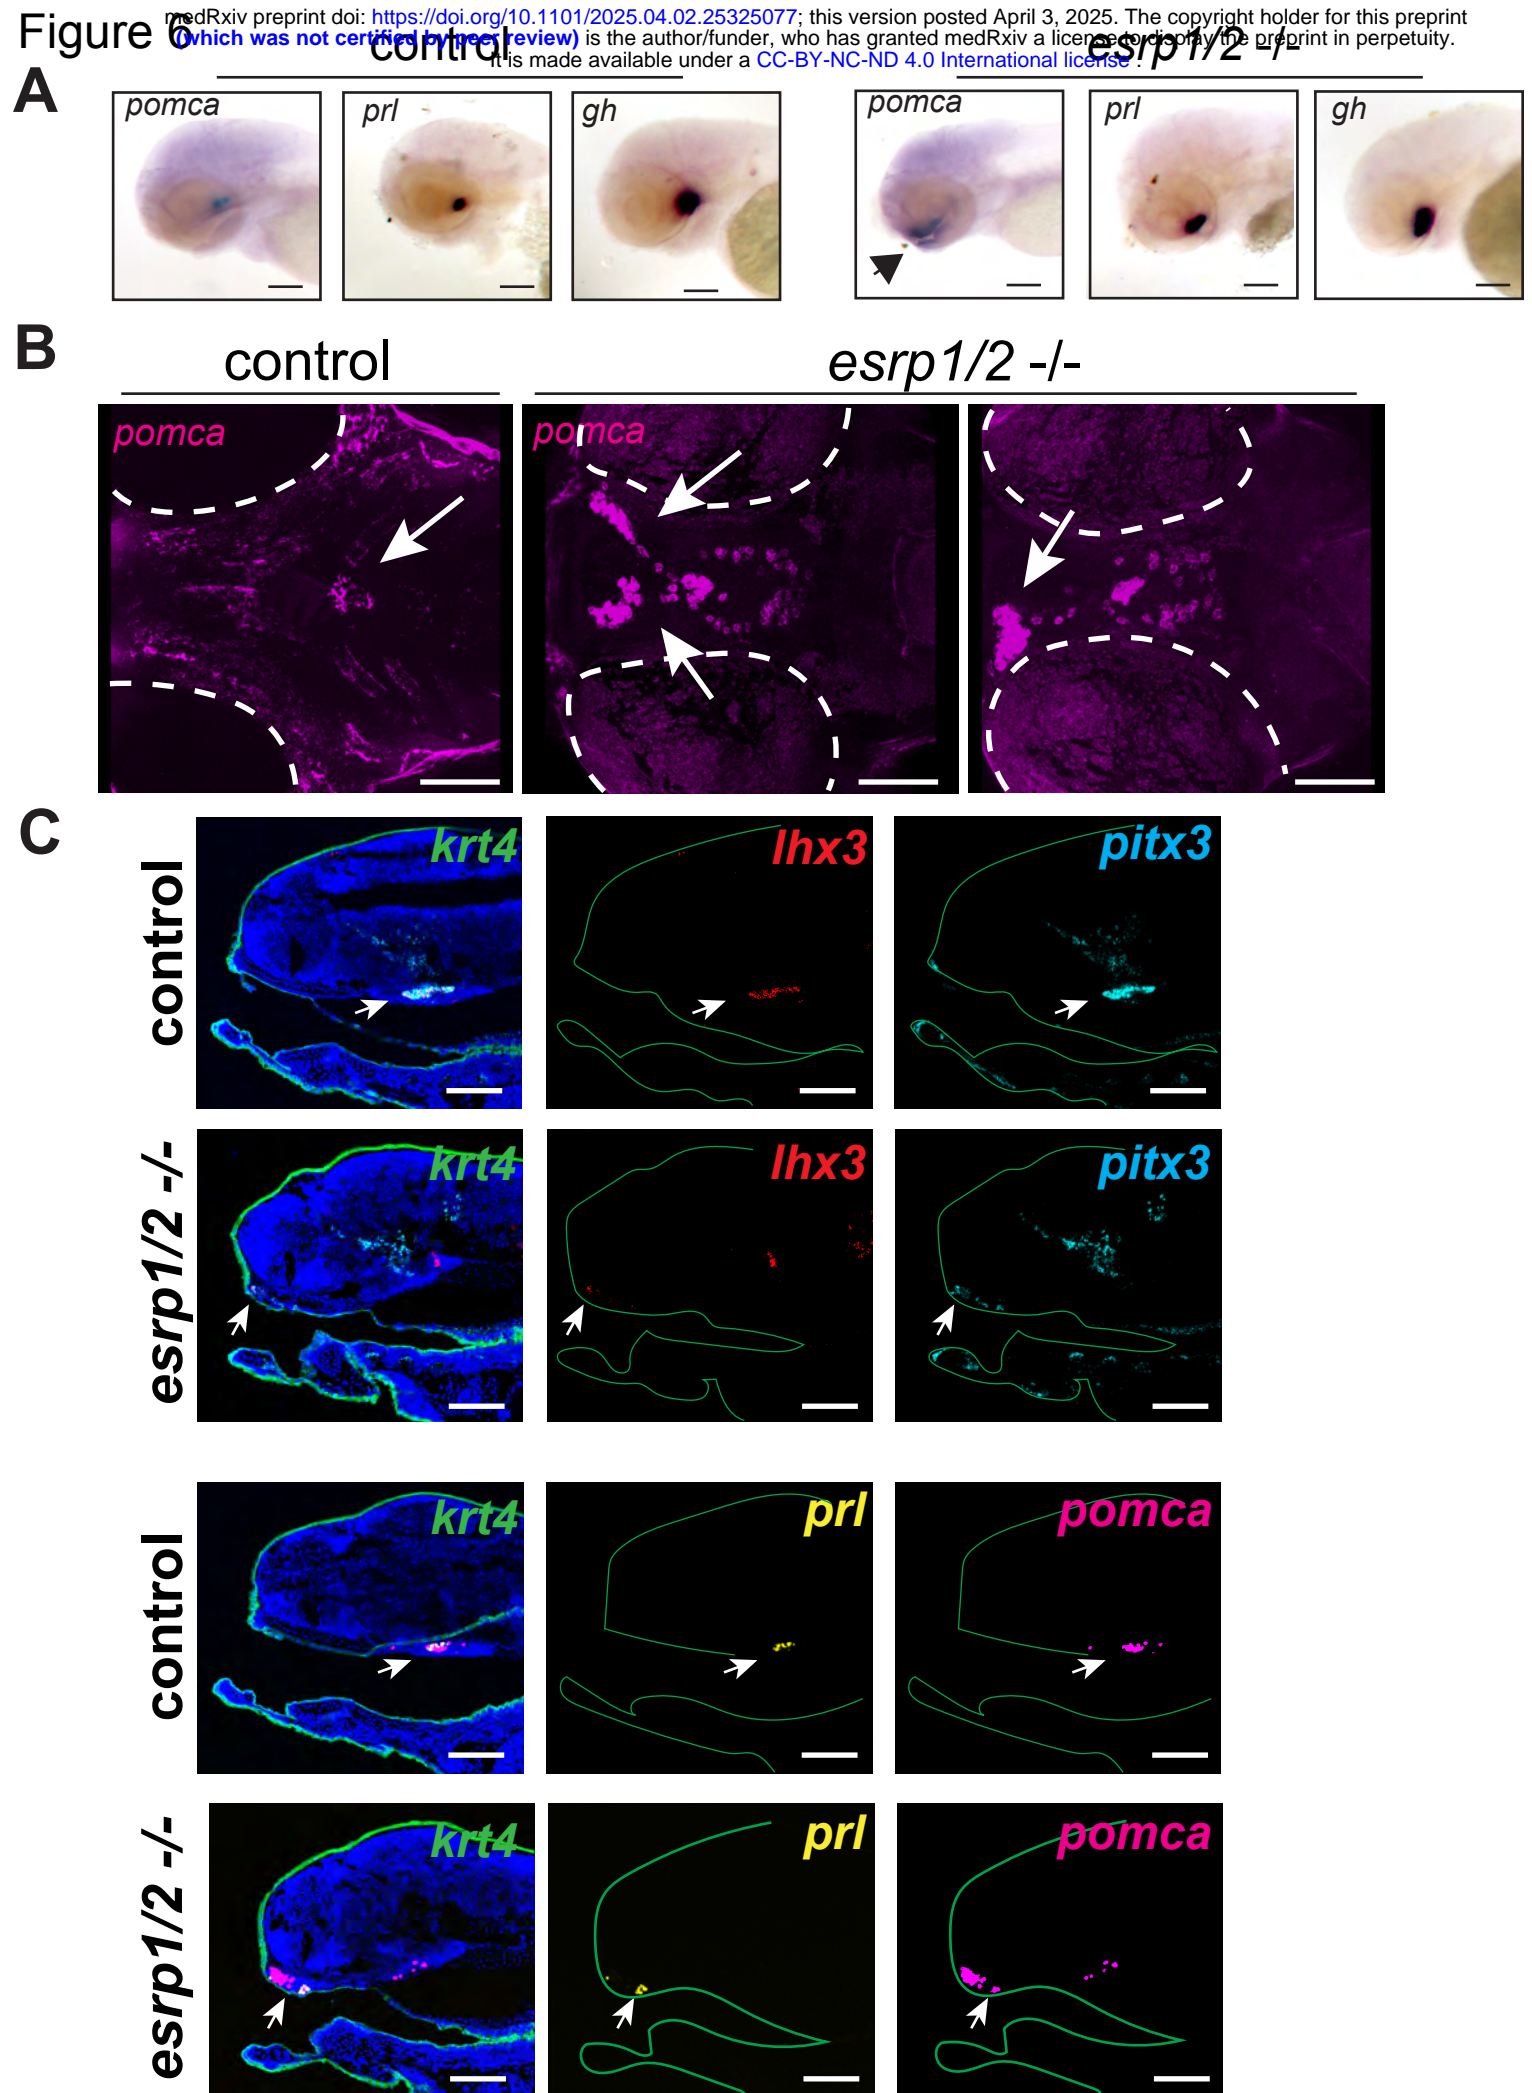 medRxiv preprint doi: https://doi.org/10.1101/2025.04.02.25325077; this version posted April 3, 2025. The copyright holder for this preprint
(which was not certified by peer review) is the author/funder, who has granted medRxiv a license to display the preprint in perpetuity.
It is made available under a CC-BY-NC-ND 4.0 International license .
Figure 6
control esrp1/2 -/-
A
pomca prl gh pomca prl gh
B
control esrp1/2 -/-
pomca pomca
C
control krt4 lhx3 pitx3
esrp1/2 -/- krt4 lhx3 pitx3
control krt4 prl pomca
esrp1/2 -/- krt4 prl pomca